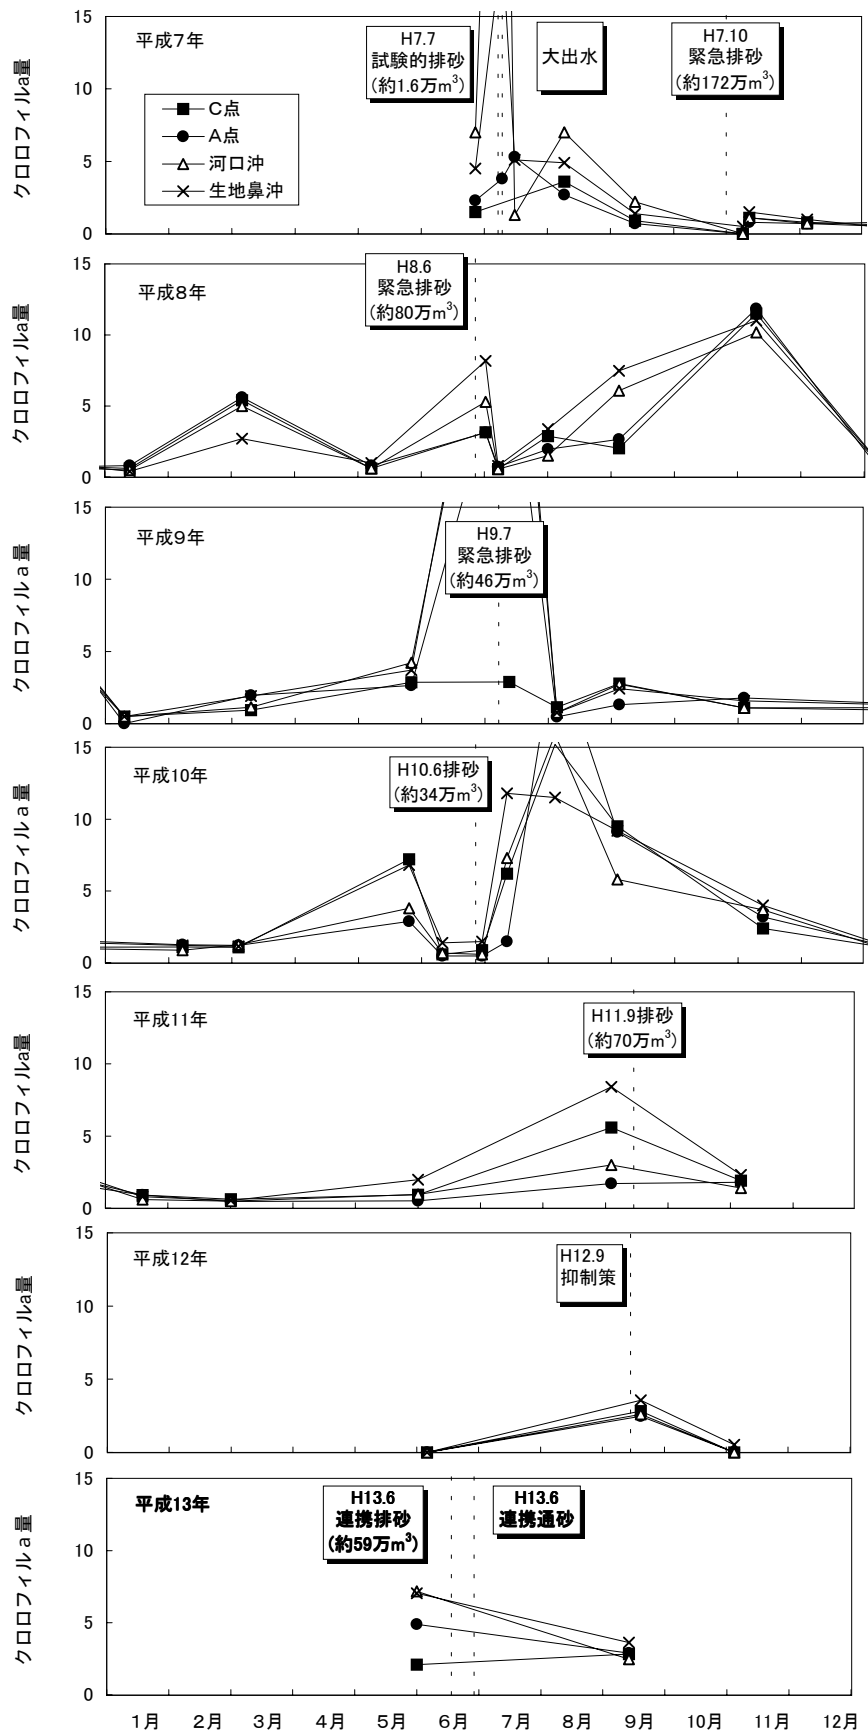 平成7年
H7.7
試験的排砂
(約1.6万m³)
大出水
H7.10
緊急排砂
(約172万m³)
クロロフィルa量
15
10
5
0
C点
A点
河口沖
生地鼻沖
平成8年
H8.6
緊急排砂
(約80万m³)
クロロフィルa量
15
10
5
0
平成9年
H9.7
緊急排砂
(約46万m³)
クロロフィルa量
15
10
5
0
平成10年
H10.6排砂
(約34万m³)
クロロフィルa量
15
10
5
0
平成11年
H11.9排砂
(約70万m³)
クロロフィルa量
15
10
5
0
平成12年
H12.9
抑制策
クロロフィルa量
15
10
5
0
平成13年
H13.6
連携排砂
(約59万m³)
H13.6
連携通砂
クロロフィルa量
15
10
5
0
1月 2月 3月 4月 5月 6月 7月 8月 9月 10月 11月 12月